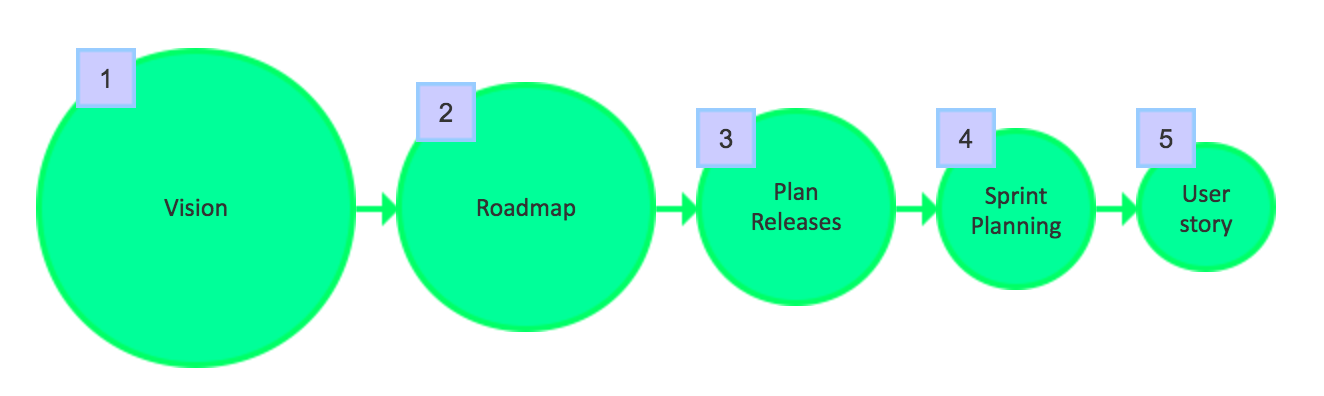 1
Vision
2
Roadmap
3
Plan
Releases
4
Sprint
Planning
5
User
story